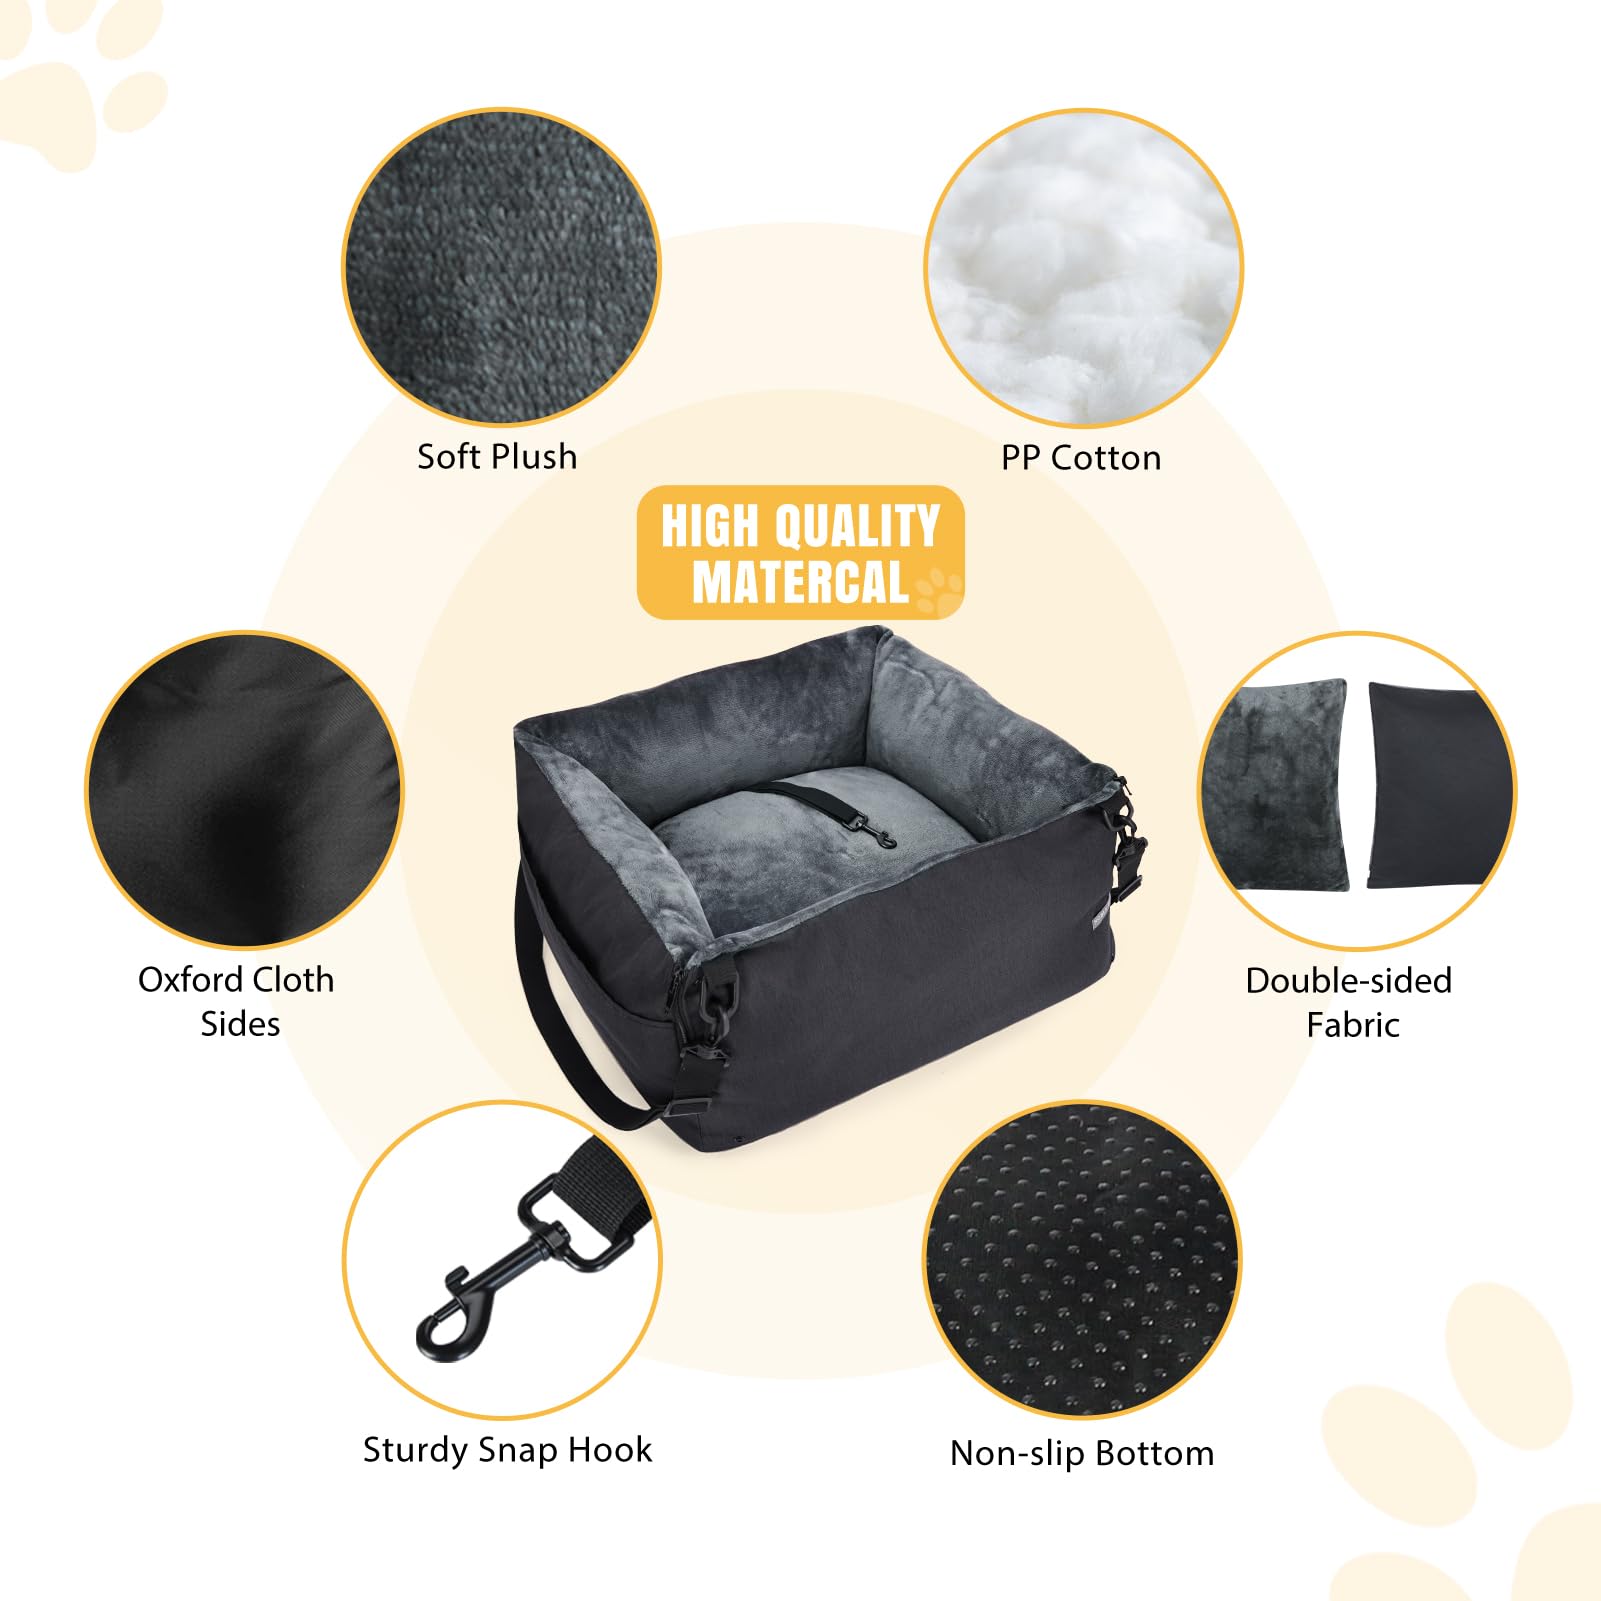 Soft Plush
PP Cotton
HIGH QUALITY
MATERCAL
Oxford Cloth
Sides
Double-sided
Fabric
Sturdy Snap Hook
Non-slip Bottom